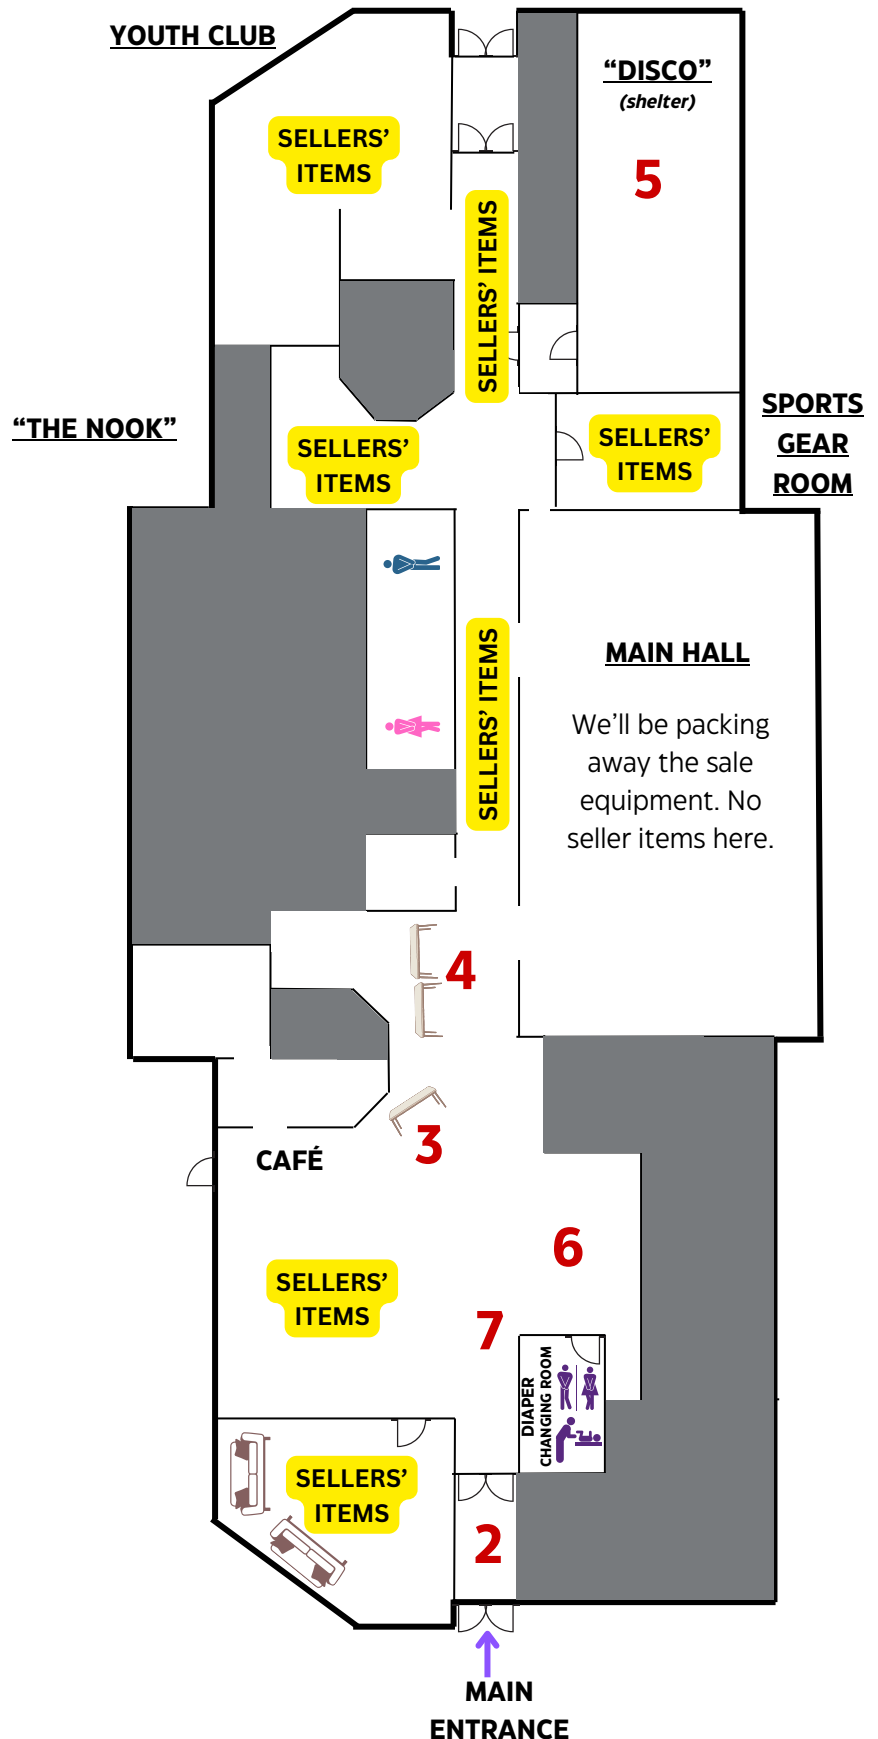 YOUTH CLUB
“DISCO”
(shelter)
5
SELLERS’
ITEMS
SELLERS’ ITEMS
“THE NOOK”
SELLERS’
ITEMS
SELLERS’
ITEMS
SPORTS
GEAR
ROOM
SELLERS’ ITEMS
MAIN HALL
We’ll be packing
away the sale
equipment. No
seller items here.
4
3
CAFÉ
6
SELLERS’
ITEMS
7
DIAPER
CHANGING ROOM
SELLERS’
ITEMS
2
MAIN
ENTRANCE